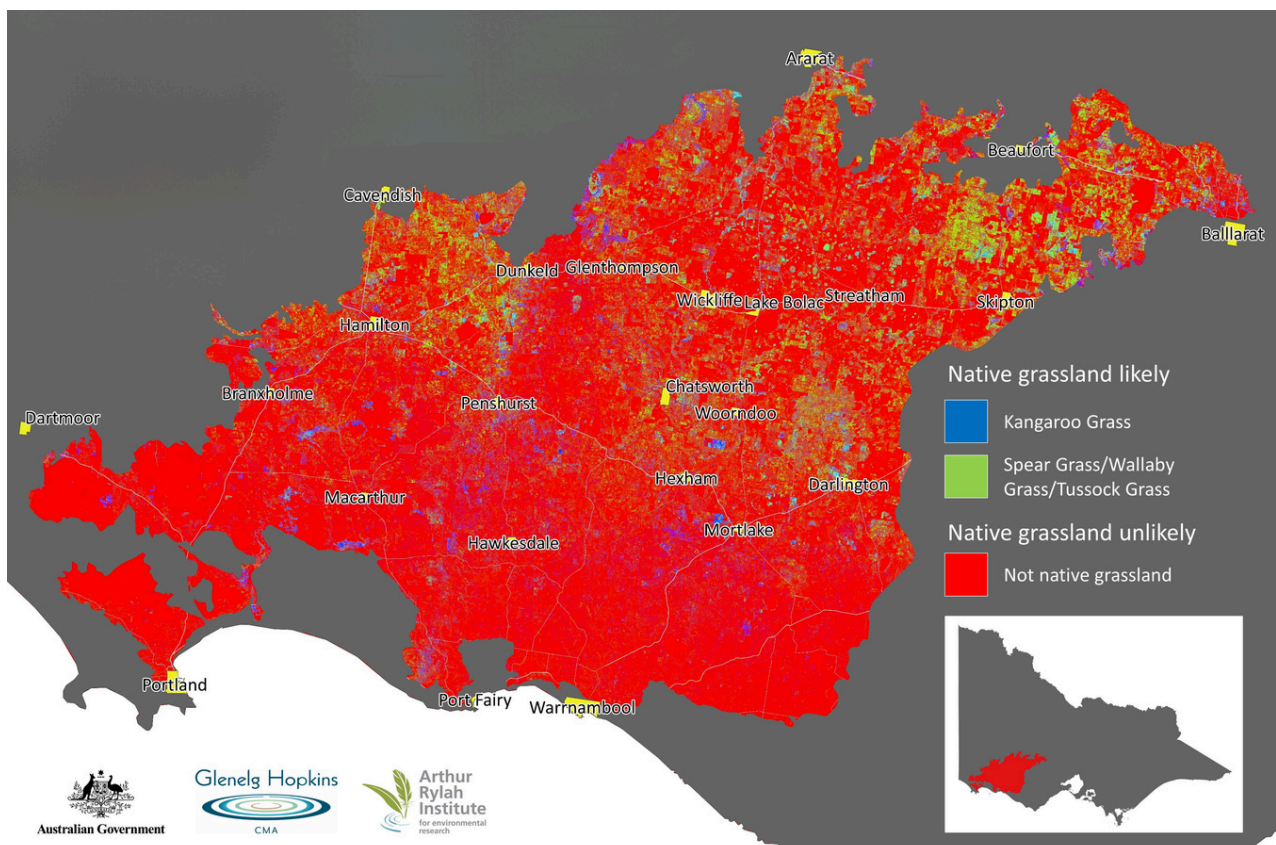 Ararat
Beaufort
Cavendish
Balllarat
Dunkeld
Glenthompson
Wickliffe
Lake Bolac
Streatham
Skipton
Hamilton
Branxholme
Chatsworth
Penshurst
Woorndoo
Dartmoor
Hexham
Darlington
Macarthur
Mortlake
Hawkesdale
Portland
Port Fairy
Warrnambool
Native grassland likely
Kangaroo Grass
Spear Grass/Wallaby
Grass/Tussock Grass
Native grassland unlikely
Not native grassland
Australian Government
Glenelg Hopkins
CMA
Arthur
Rylah
Institute
for environmental
research